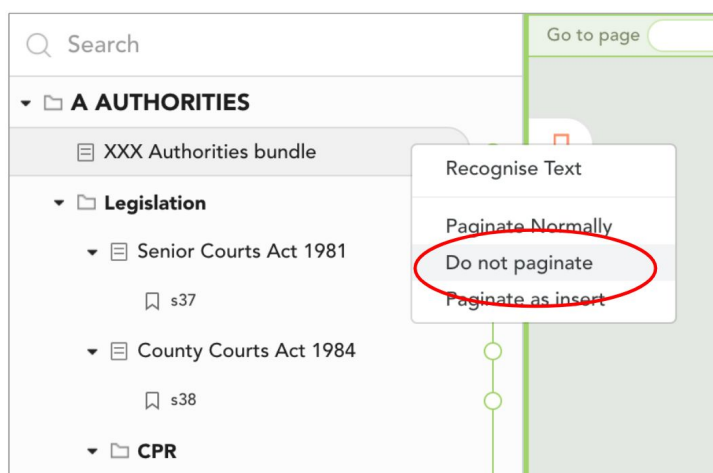 Search
Go to page
A AUTHORITIES
XXX Authorities bundle
Recognise Text
Legislation
Paginate Normally
Senior Courts Act 1981
Do not paginate
s37
Paginate as insert
County Courts Act 1984
s38
CPR